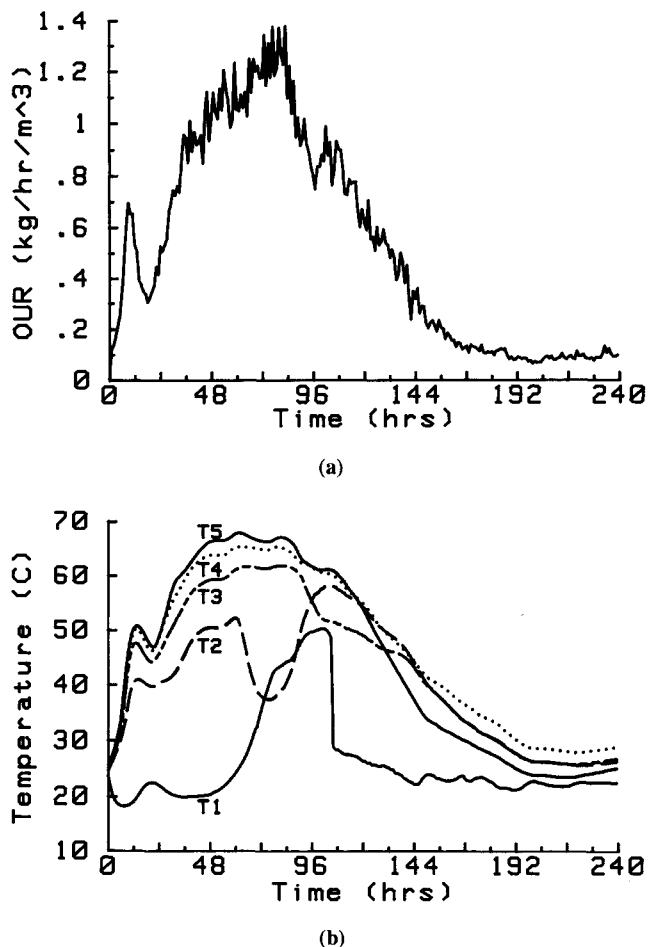 OUR (kg/hr/m^3)
1.4
1.2
1
.8
.6
.4
.2
0
0 48 96 144 192 240
Time (hrs)
(a)
Temperature (C)
70
60
50
40
30
20
10
T5
T4
T3
T2
T1
0 48 96 144 192 240
Time (hrs)
(b)